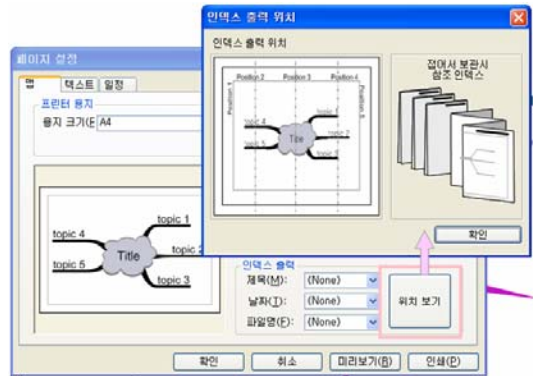 인덱스 출력 위치
인덱스 출력 위치
Position 2 Position 3 Position 4
Position 1
Position 5
topic 4
topic 5
Title
topic 1
topic 2
topic 3
접어서 보관시
참조 인덱스
확인
페이지 설정
맵 텍스트 일정
프린터 용지
용지 크기(E A4
topic 4
topic 5
Title
topic 1
topic 2
topic 3
인덱스 출력
제목(M): (None)
날짜(T): (None)
파일명(F): (None)
위치 보기
확인 취소 미리보기(R) 인쇄(P)